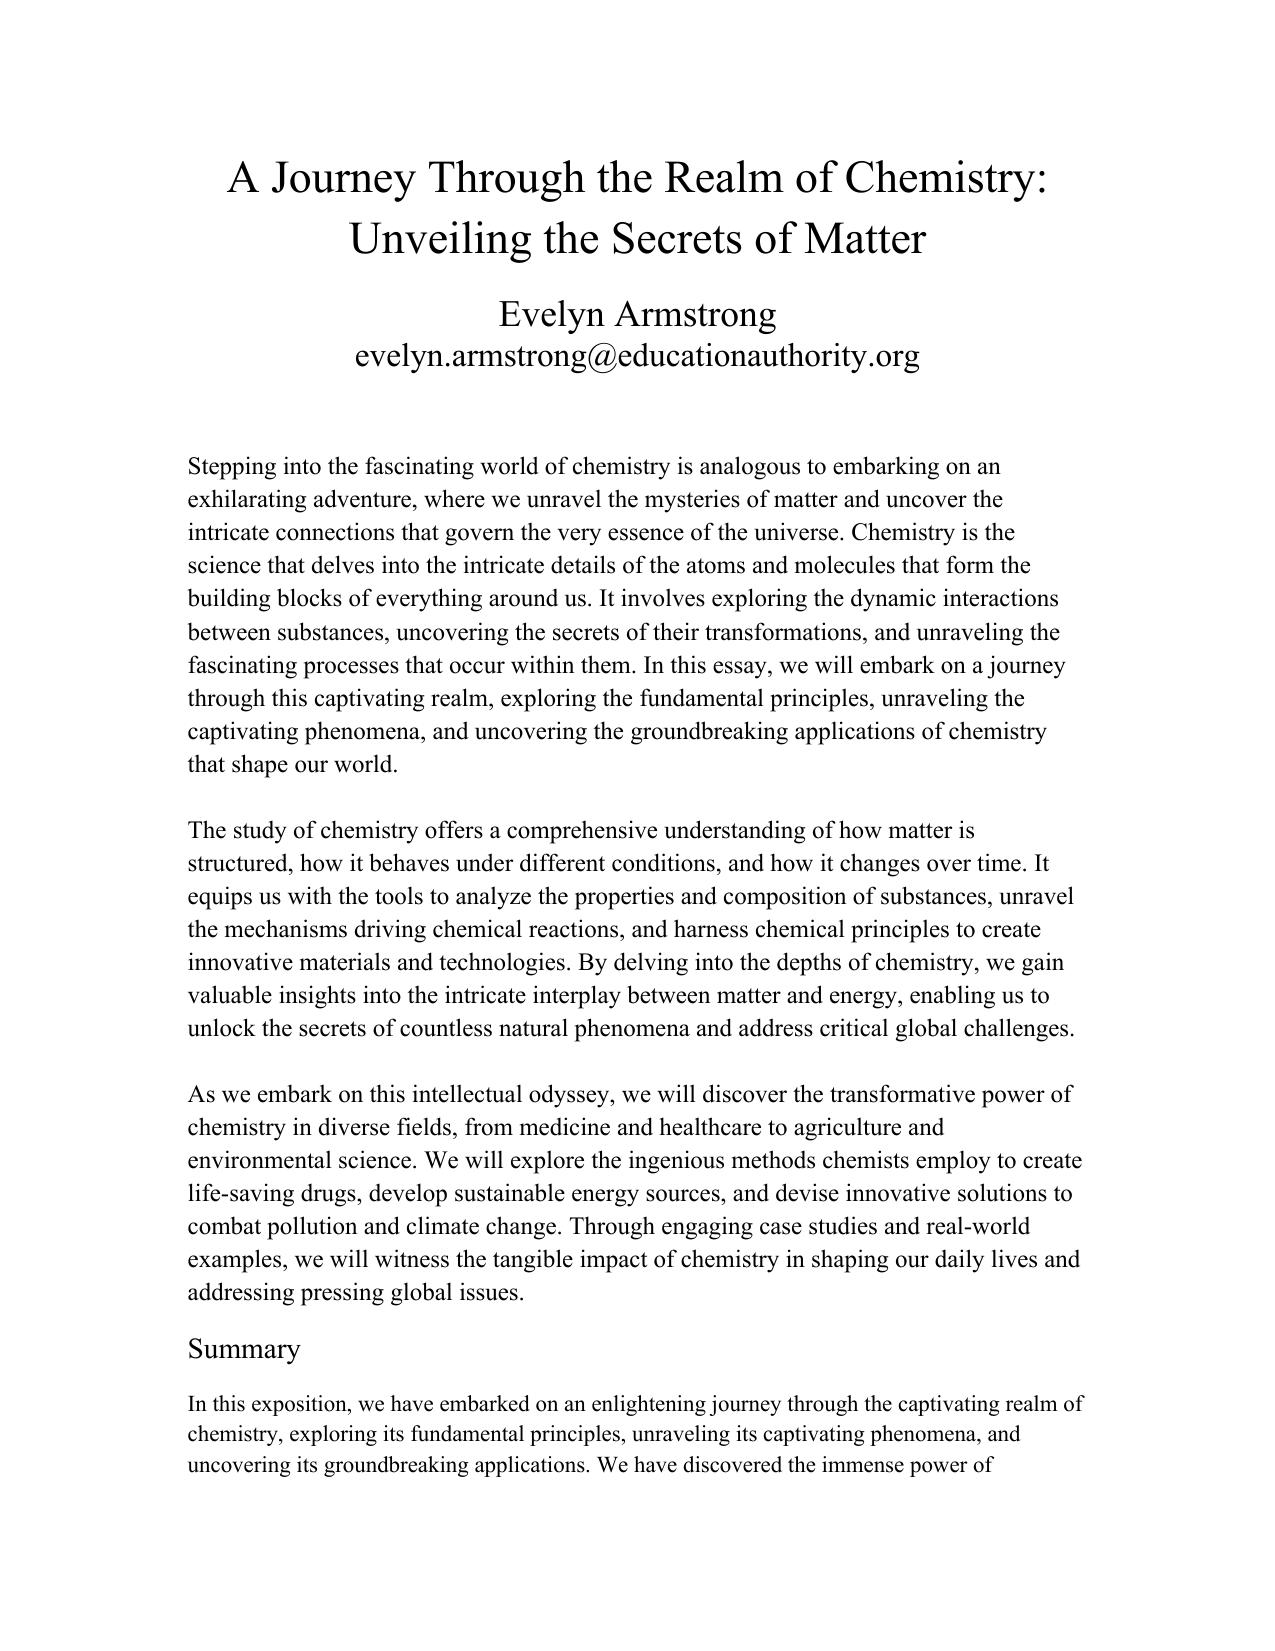 A Journey Through the Realm of Chemistry:
Unveiling the Secrets of Matter
Evelyn Armstrong
evelyn.armstrong@educationauthority.org
Stepping into the fascinating world of chemistry is analogous to embarking on an
exhilarating adventure, where we unravel the mysteries of matter and uncover the
intricate connections that govern the very essence of the universe. Chemistry is the
science that delves into the intricate details of the atoms and molecules that form the
building blocks of everything around us. It involves exploring the dynamic interactions
between substances, uncovering the secrets of their transformations, and unraveling the
fascinating processes that occur within them. In this essay, we will embark on a journey
through this captivating realm, exploring the fundamental principles, unraveling the
captivating phenomena, and uncovering the groundbreaking applications of chemistry
that shape our world.
The study of chemistry offers a comprehensive understanding of how matter is
structured, how it behaves under different conditions, and how it changes over time. It
equips us with the tools to analyze the properties and composition of substances, unravel
the mechanisms driving chemical reactions, and harness chemical principles to create
innovative materials and technologies. By delving into the depths of chemistry, we gain
valuable insights into the intricate interplay between matter and energy, enabling us to
unlock the secrets of countless natural phenomena and address critical global challenges.
As we embark on this intellectual odyssey, we will discover the transformative power of
chemistry in diverse fields, from medicine and healthcare to agriculture and
environmental science. We will explore the ingenious methods chemists employ to create
life-saving drugs, develop sustainable energy sources, and devise innovative solutions to
combat pollution and climate change. Through engaging case studies and real-world
examples, we will witness the tangible impact of chemistry in shaping our daily lives and
addressing pressing global issues.
Summary
In this exposition, we have embarked on an enlightening journey through the captivating realm of
chemistry, exploring its fundamental principles, unraveling its captivating phenomena, and
uncovering its groundbreaking applications. We have discovered the immense power of